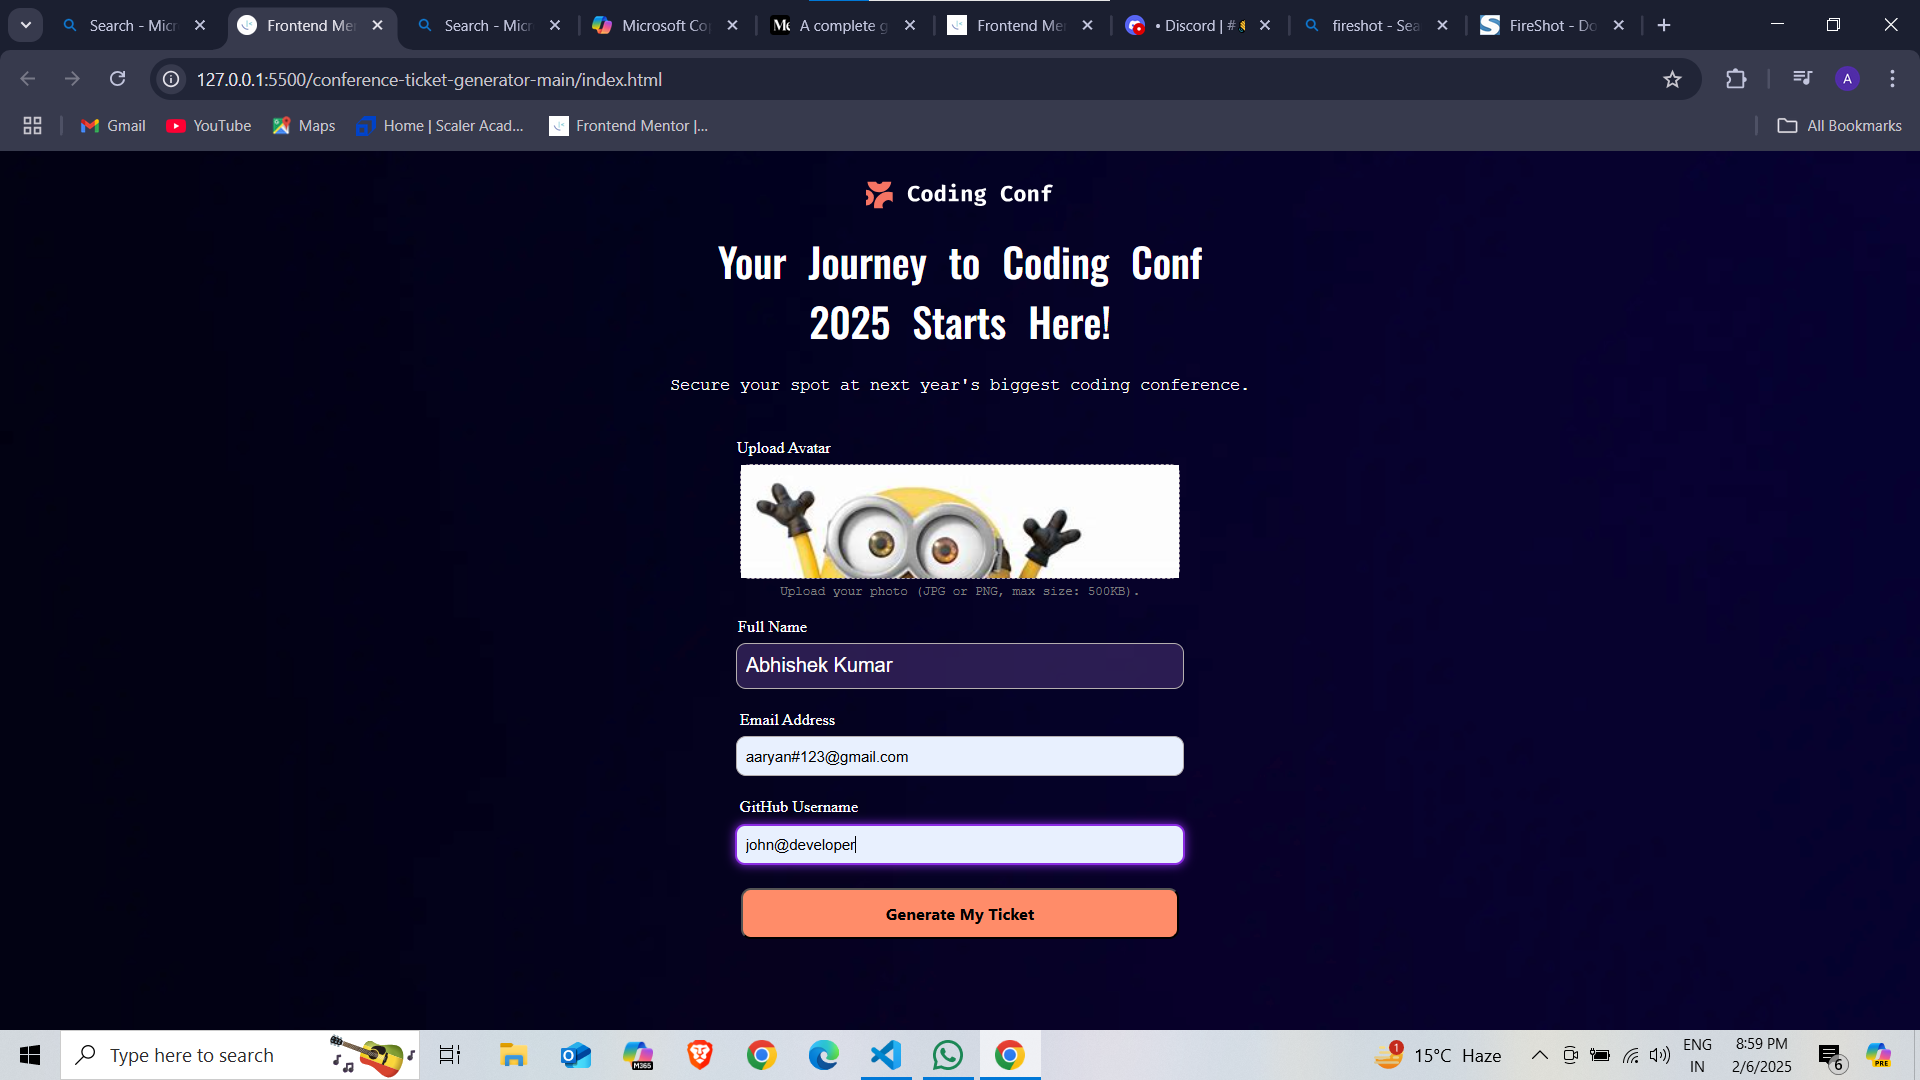 Search - Micr
Frontend Me
Search - Micr
Microsoft Co
A complete g
Frontend Me
• Discord | #
fireshot - Sea
FireShot - Do
127.0.0.1:5500/conference-ticket-generator-main/index.html
A
Gmail
YouTube
Maps
Home | Scaler Acad...
Frontend Mentor |...
All Bookmarks
Coding Conf
Your Journey to Coding Conf
2025 Starts Here!
Secure your spot at next year's biggest coding conference.
Upload Avatar
Upload your photo (JPG or PNG, max size: 500KB).
Full Name
Abhishek Kumar
Email Address
aaryan#123@gmail.com
GitHub Username
john@developer
Generate My Ticket
Type here to search
M365
1
15°C Haze
ENG
IN
8:59 PM
2/6/2025
6
PRE